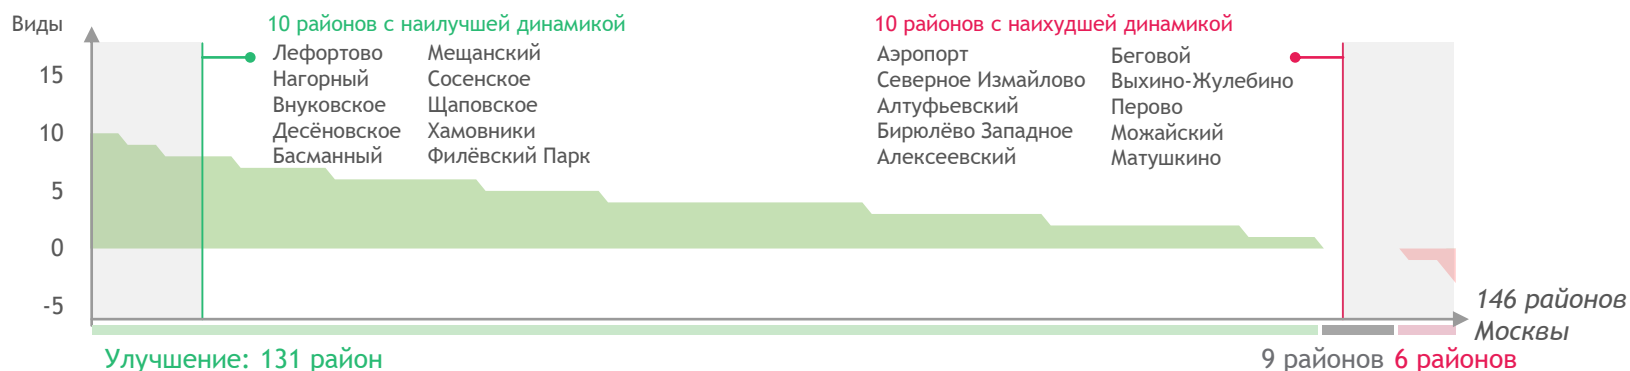 Виды
10 районов с наилучшей динамикой
10 районов с наихудшей динамикой
Лефортово
Нагорный
Внуковское
Десёновское
Басманный
Мещанский
Сосенское
Щаповское
Хамовники
Филёвский Парк
Аэропорт
Северное Измайлово
Алтуфьевский
Бирюлёво Западное
Алексеевский
Беговой
Выхино-Жулебино
Перово
Можайский
Матушкино
15
10
5
0
-5
146 районов
Москвы
Улучшение: 131 район
9 районов
6 районов